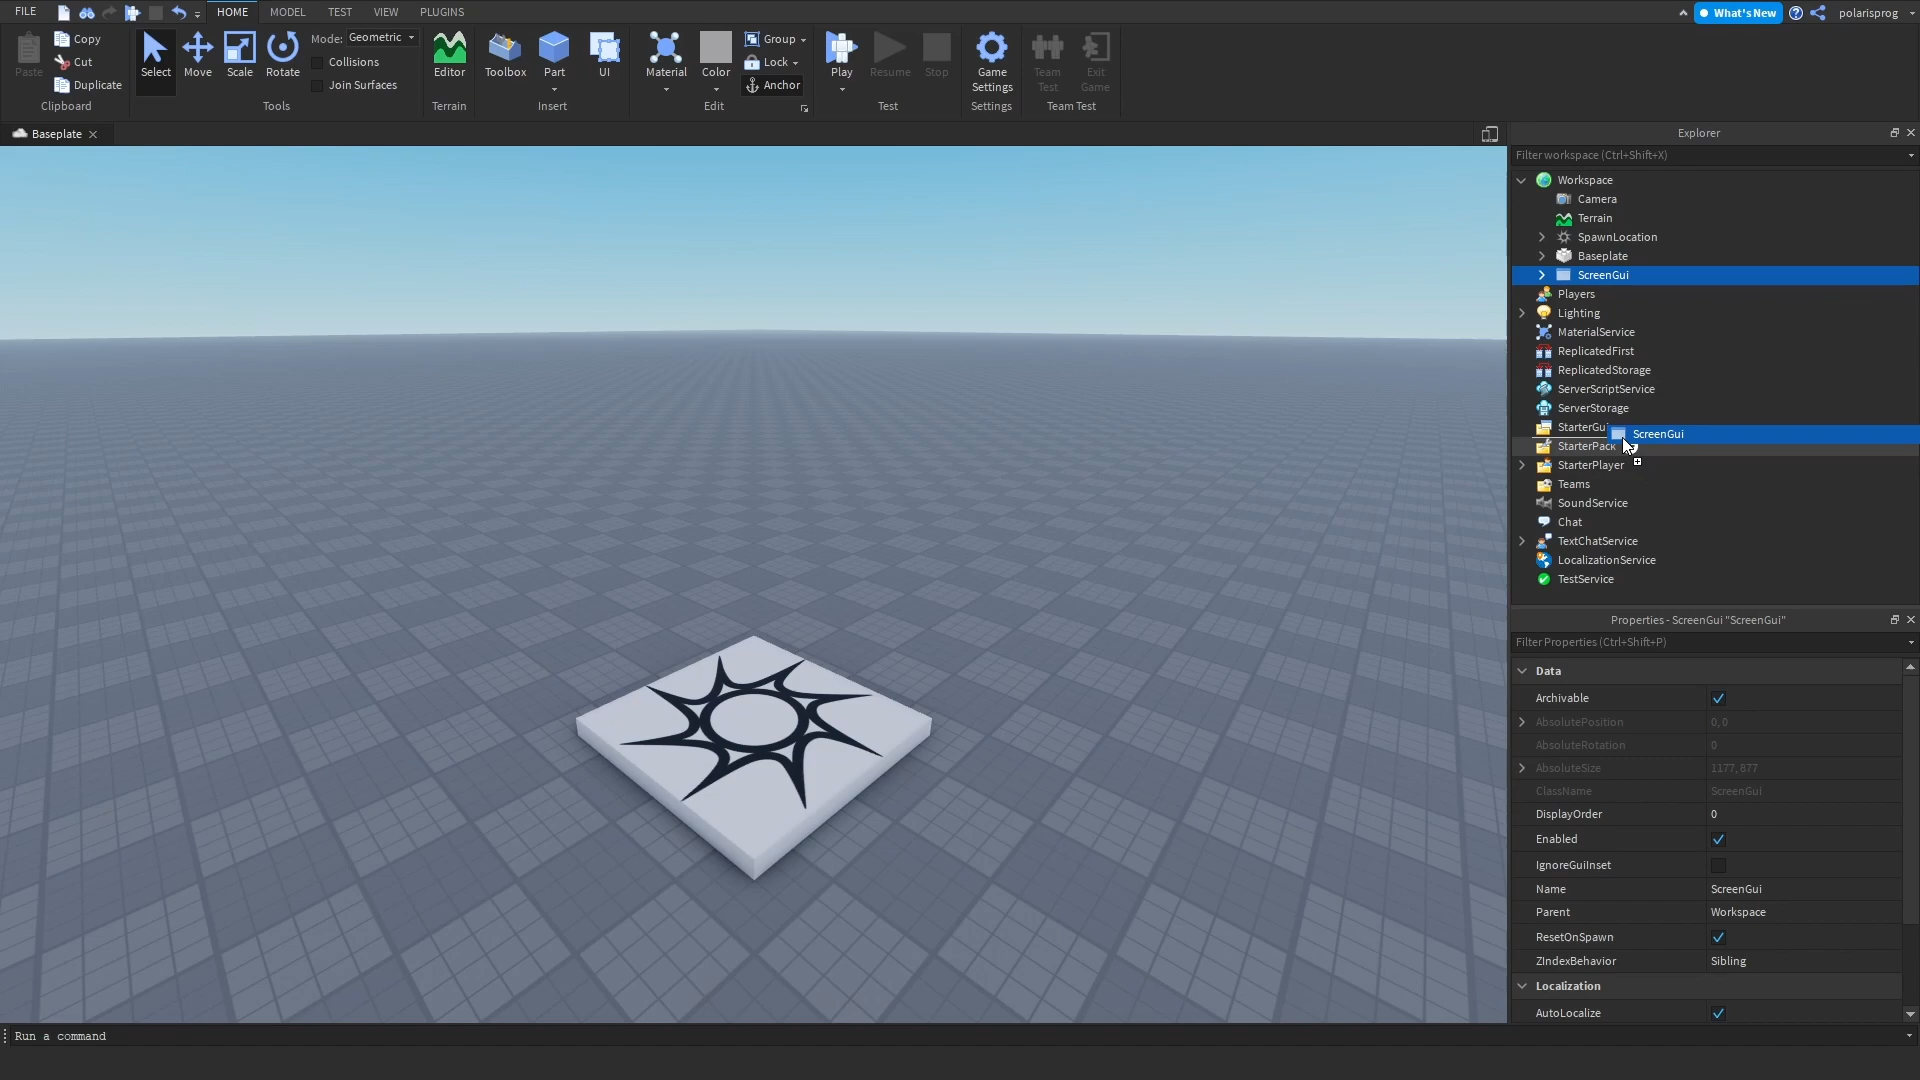 FILE
HOME
MODEL
TEST
VIEW
PLUGINS
What's New
polarisprog
Paste
Copy
Cut
Duplicate
Clipboard
Select
Move
Scale
Rotate
Mode: Geometric
Collisions
Join Surfaces
Tools
Editor
Terrain
Toolbox
Part
UI
Insert
Material
Color
Group
Lock
Anchor
Edit
Play
Resume
Stop
Test
Game
Settings
Settings
Team
Test
Exit
Game
Team Test
Baseplate
Explorer
Filter workspace (Ctrl+Shift+X)
Workspace
Camera
Terrain
SpawnLocation
Baseplate
ScreenGui
Players
Lighting
MaterialService
ReplicatedFirst
ReplicatedStorage
ServerScriptService
ServerStorage
StarterGu
ScreenGui
StarterPack
StarterPlayer
Teams
SoundService
Chat
TextChatService
LocalizationService
TestService
Properties - ScreenGui "ScreenGui"
Filter Properties (Ctrl+Shift+P)
Data
Archivable
AbsolutePosition 0, 0
AbsoluteRotation 0
AbsoluteSize 1177, 877
ClassName ScreenGui
DisplayOrder 0
Enabled
IgnoreGuiInset
Name ScreenGui
Parent Workspace
ResetOnSpawn
ZIndexBehavior Sibling
Localization
AutoLocalize
Run a command